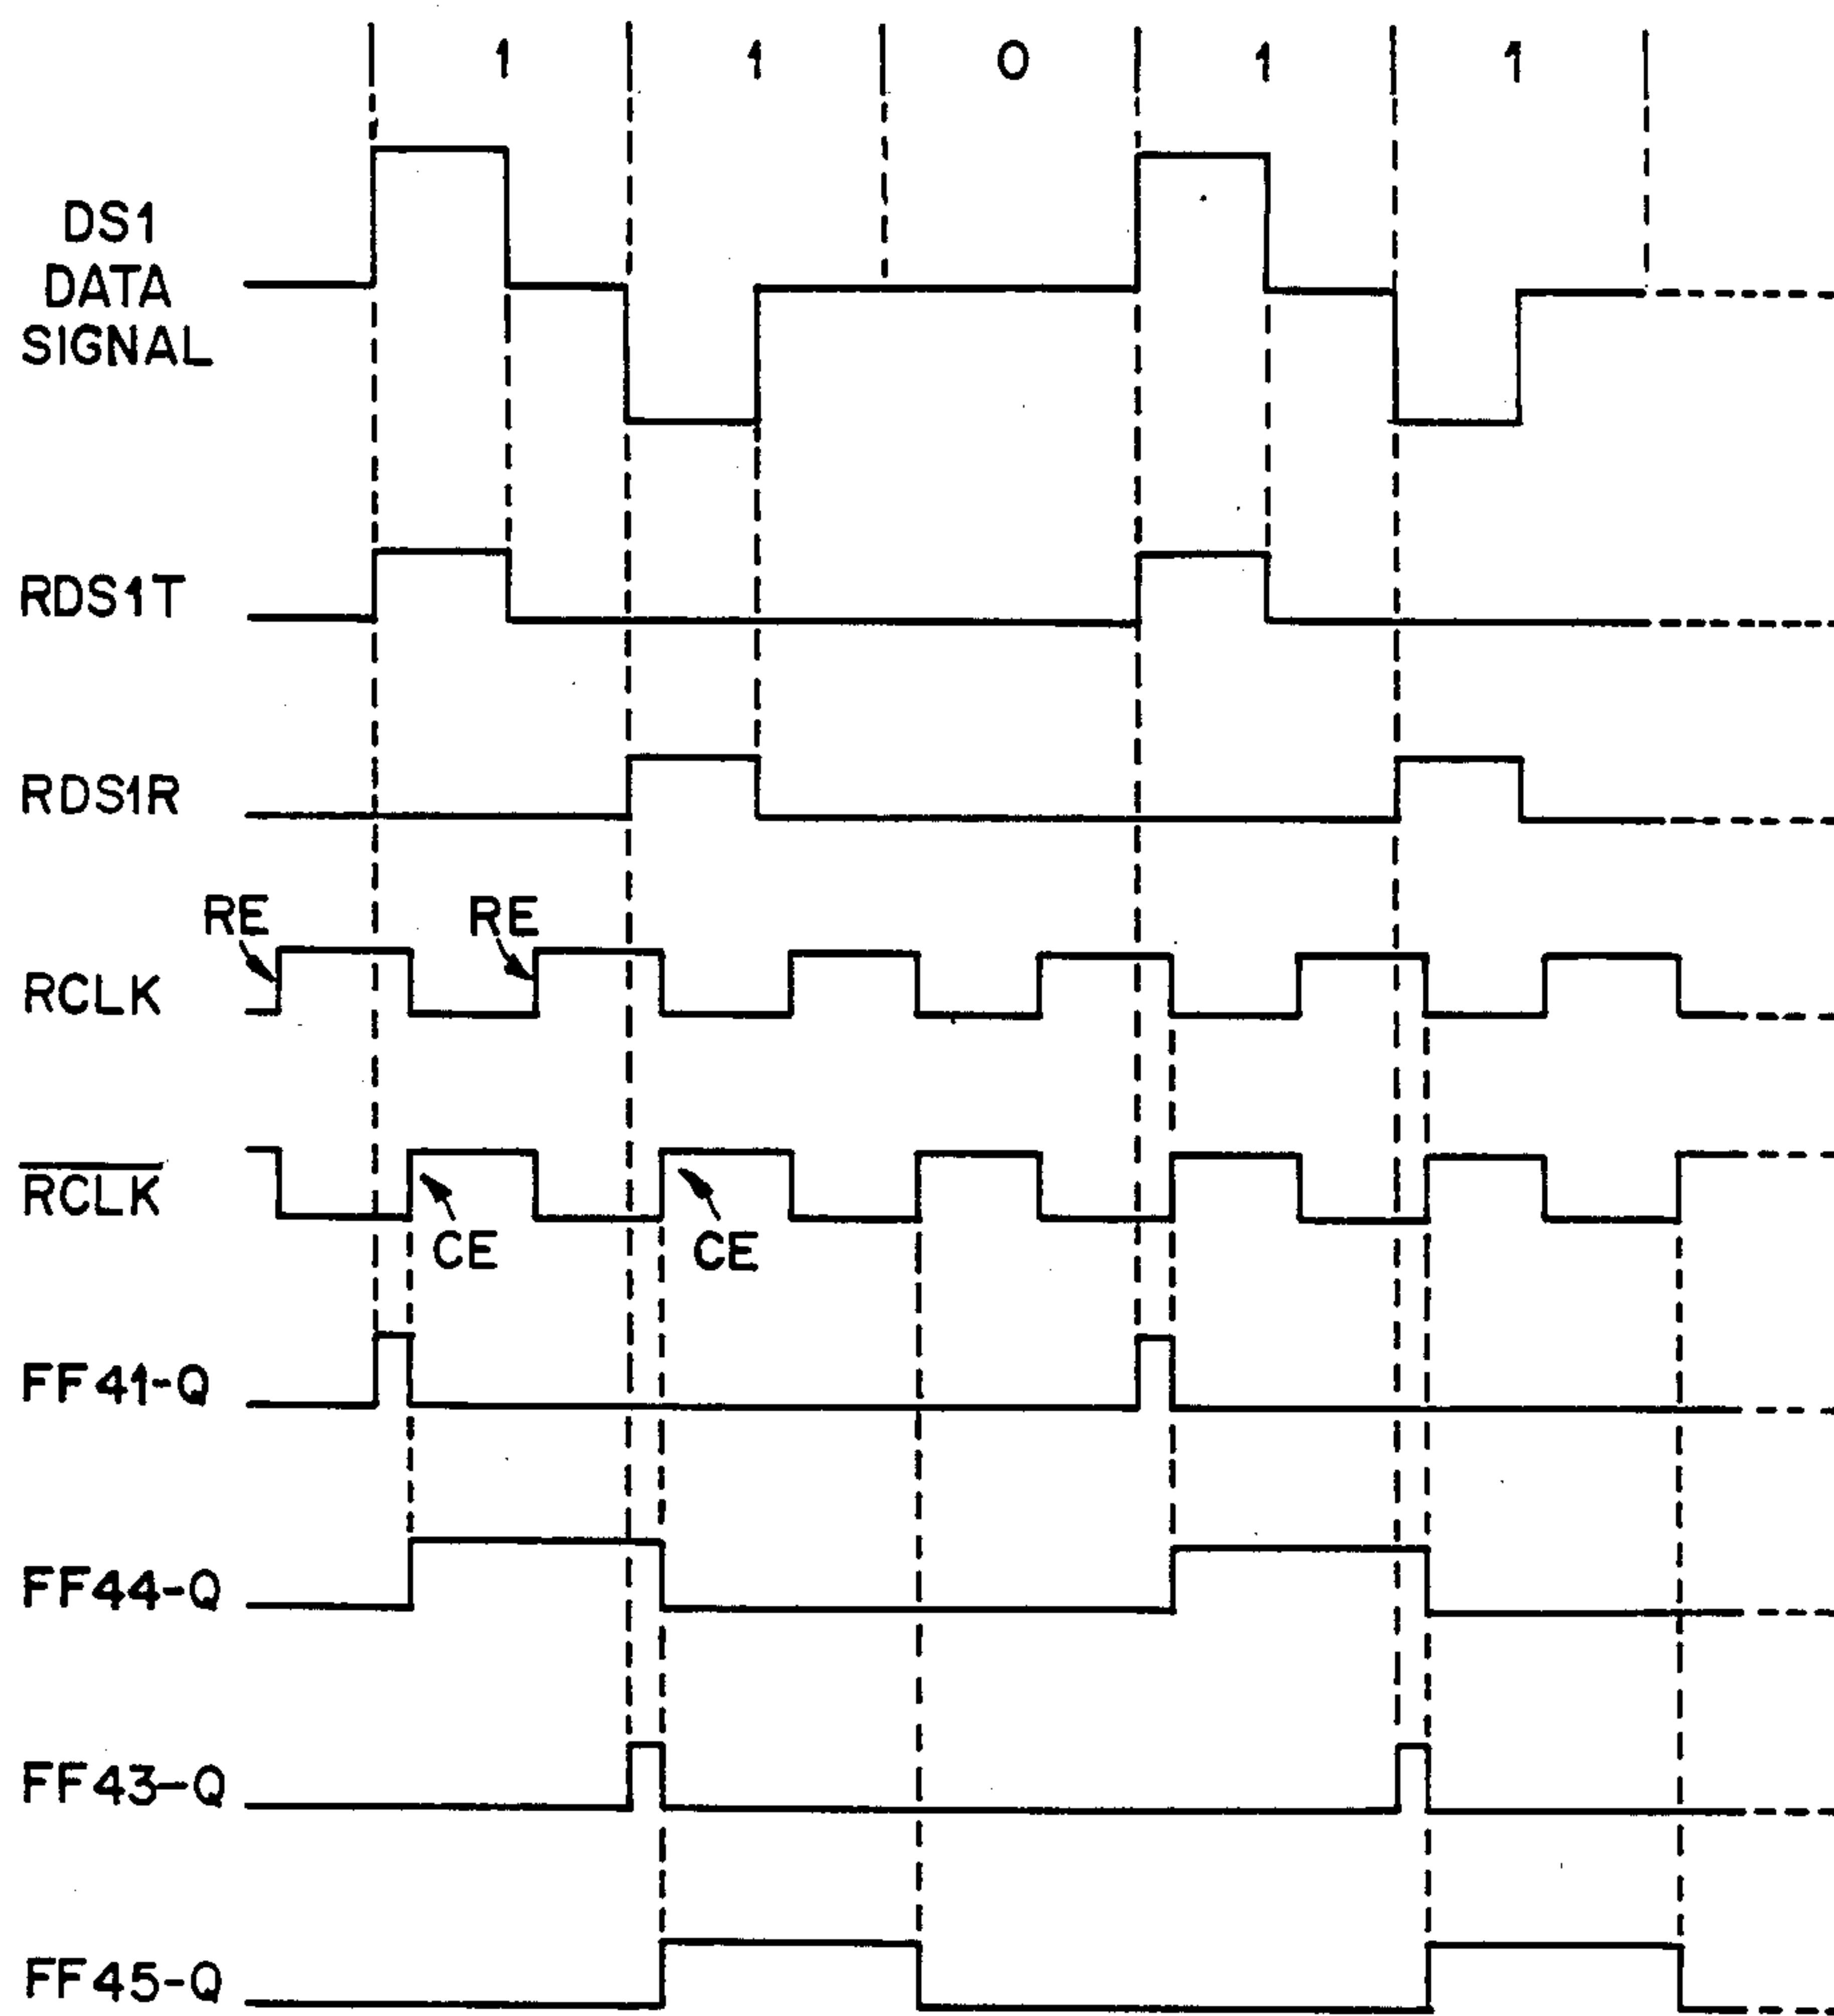 1 1 0 1 1
DS1
DATA
SIGNAL
RDS1T
RDS1R
RE RE
RCLK
RCLK
CE CE
FF41-Q
FF44-Q
FF43-Q
FF45-Q